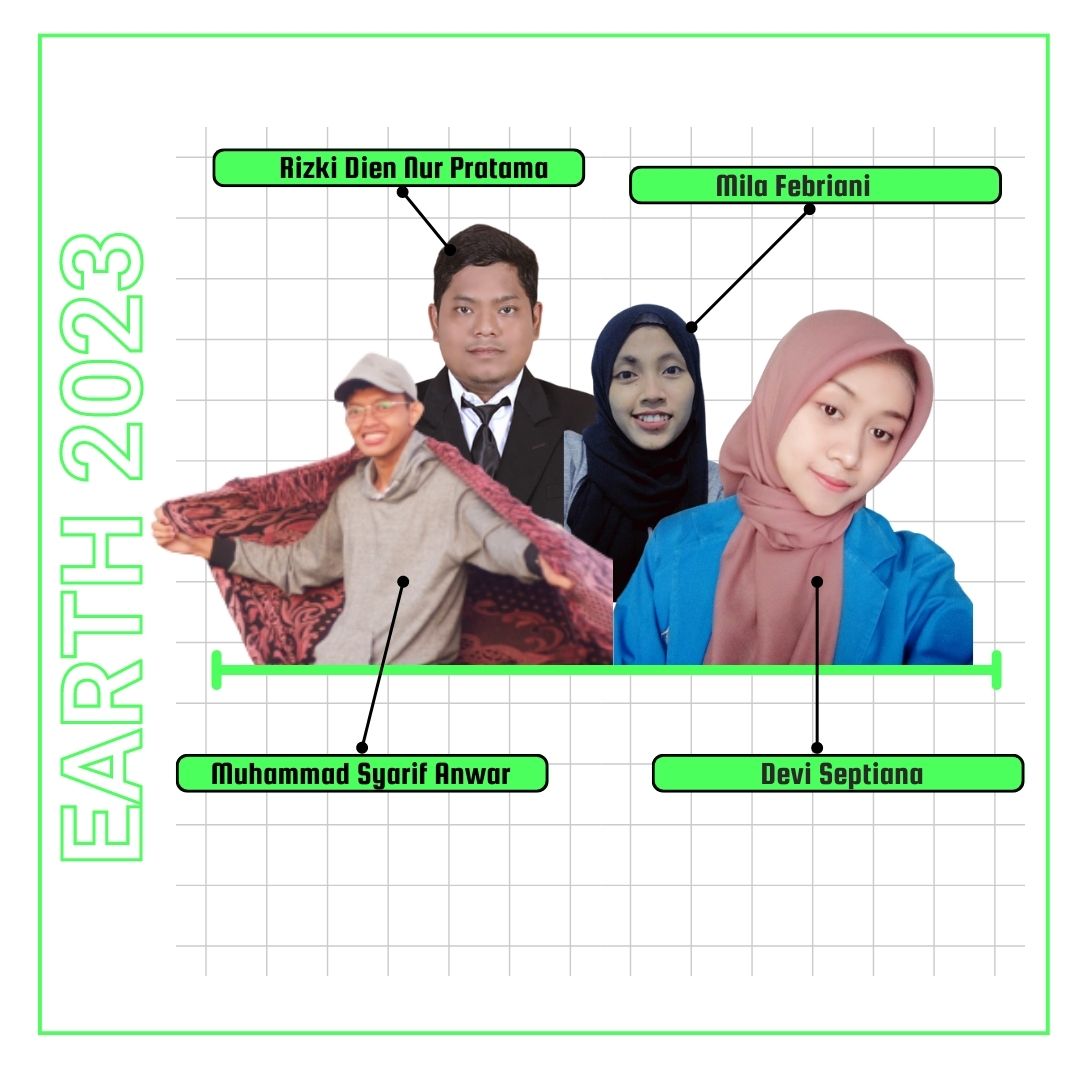 EARTH 2023
Rizki Dien Nur Pratama
Mila Febriani
Muhammad Syarif Anwar
Devi Septiana